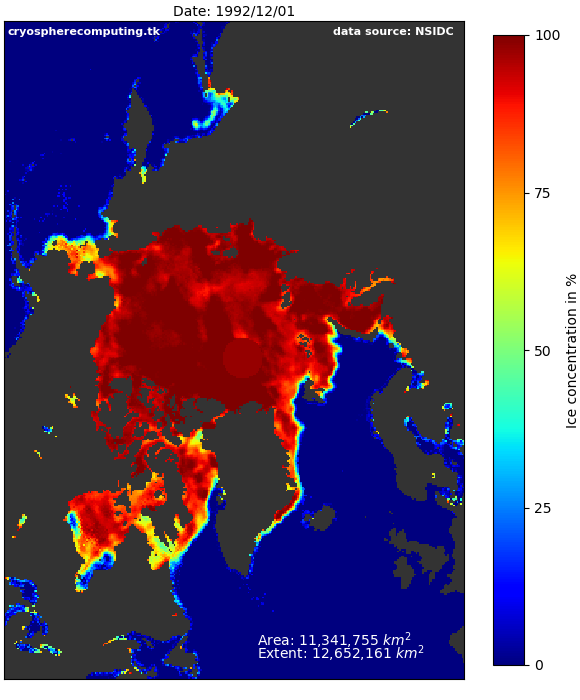 Date: 1992/12/01
cryospherecomputing.tk
data source: NSIDC
100
75
50
25
0
Ice concentration in %
Area: 11,341,755 km²
Extent: 12,652,161 km²